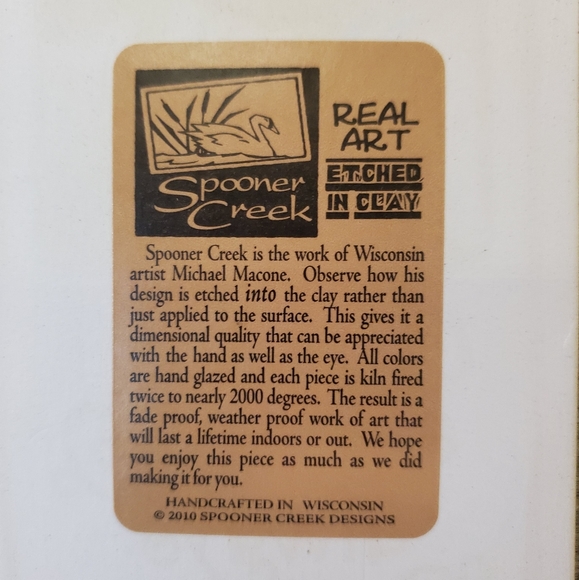 Spooner
Creek
REAL
ART
ETCHED
IN CLAY
Spooner Creek is the work of Wisconsin
artist Michael Macone. Observe how his
design is etched into the clay rather than
just applied to the surface. This gives it a
dimensional quality that can be appreciated
with the hand as well as the eye. All colors
are hand glazed and each piece is kiln fired
twice to nearly 2000 degrees. The result is a
fade proof, weather proof work of art that
will last a lifetime indoors or out. We hope
you enjoy this piece as much as we did
making it for you.
HANDCRAFTED IN WISCONSIN
© 2010 SPOONER CREEK DESIGNS